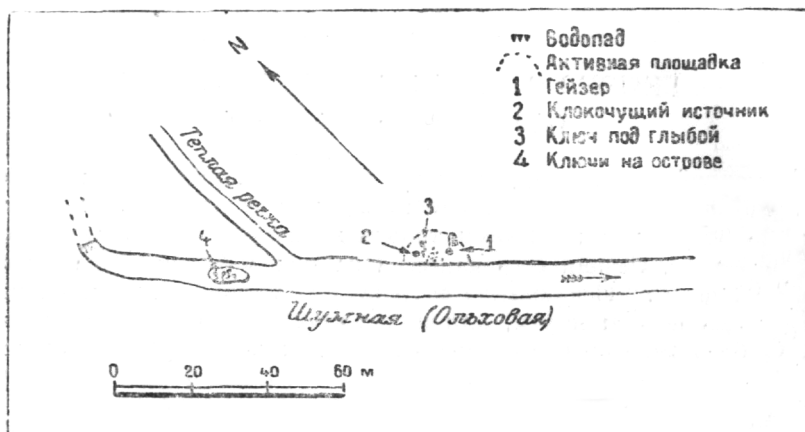 N
Водопад
Активная площадка
1 Гейзер
2 Клокочущий источник
3 Ключ под глыбой
4 Ключи на острове
Теплая речка
3
4
2
1
Шумная (Ольховая)
0 20 40 60 м